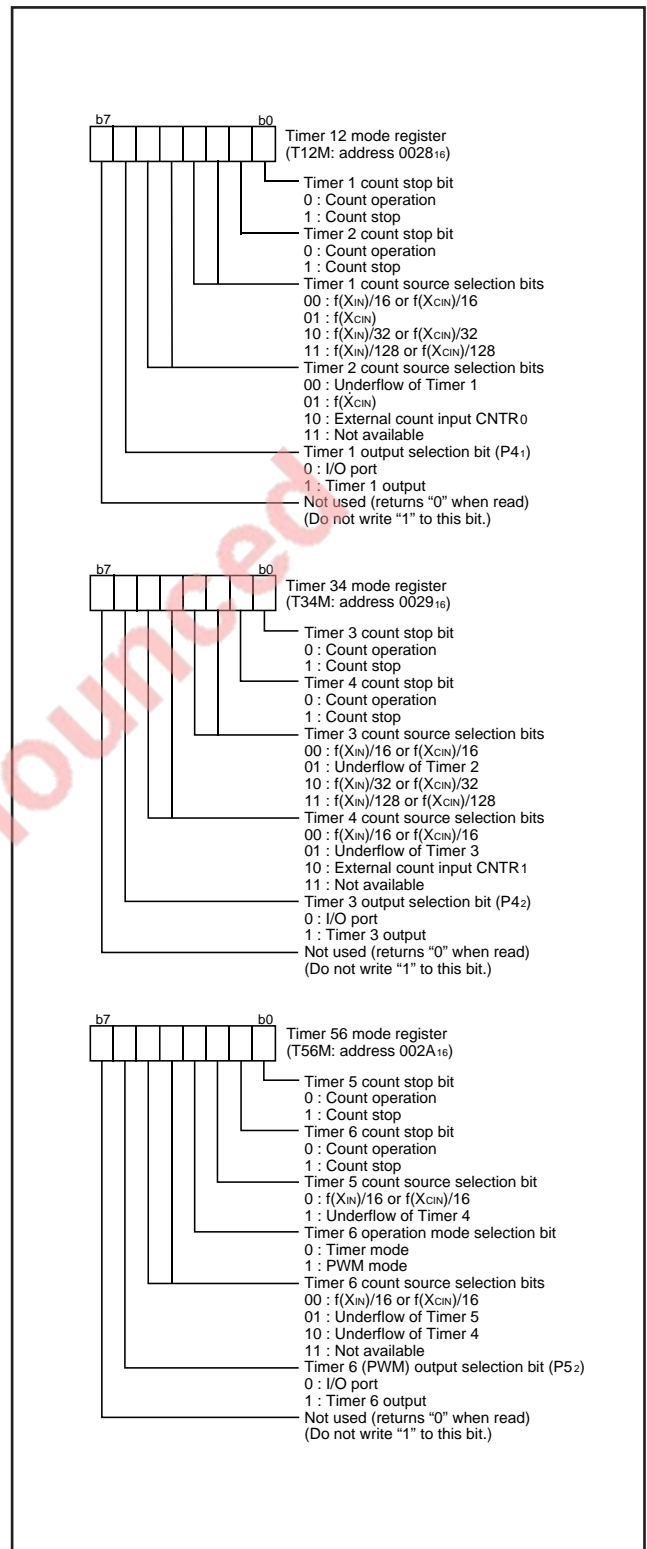 b7 b0
Timer 12 mode register
(T12M: address 0028₁₆)
Timer 1 count stop bit
0 : Count operation
1 : Count stop
Timer 2 count stop bit
0 : Count operation
1 : Count stop
Timer 1 count source selection bits
00 : f(XIN)/16 or f(XCIN)/16
01 : f(XCIN)
10 : f(XIN)/32 or f(XCIN)/32
11 : f(XIN)/128 or f(XCIN)/128
Timer 2 count source selection bits
00 : Underflow of Timer 1
01 : f(XCIN)
10 : External count input CNTR0
11 : Not available
Timer 1 output selection bit (P4₁)
0 : I/O port
1 : Timer 1 output
Not used (returns “0” when read)
(Do not write “1” to this bit.)
b7 b0
Timer 34 mode register
(T34M: address 0029₁₆)
Timer 3 count stop bit
0 : Count operation
1 : Count stop
Timer 4 count stop bit
0 : Count operation
1 : Count stop
Timer 3 count source selection bits
00 : f(XIN)/16 or f(XCIN)/16
01 : Underflow of Timer 2
10 : f(XIN)/32 or f(XCIN)/32
11 : f(XIN)/128 or f(XCIN)/128
Timer 4 count source selection bits
00 : f(XIN)/16 or f(XCIN)/16
01 : Underflow of Timer 3
10 : External count input CNTR1
11 : Not available
Timer 3 output selection bit (P4₂)
0 : I/O port
1 : Timer 3 output
Not used (returns “0” when read)
(Do not write “1” to this bit.)
b7 b0
Timer 56 mode register
(T56M: address 002A₁₆)
Timer 5 count stop bit
0 : Count operation
1 : Count stop
Timer 6 count stop bit
0 : Count operation
1 : Count stop
Timer 5 count source selection bit
0 : f(XIN)/16 or f(XCIN)/16
1 : Underflow of Timer 4
Timer 6 operation mode selection bit
0 : Timer mode
1 : PWM mode
Timer 6 count source selection bits
00 : f(XIN)/16 or f(XCIN)/16
01 : Underflow of Timer 5
10 : Underflow of Timer 4
11 : Not available
Timer 6 (PWM) output selection bit (P5₂)
0 : I/O port
1 : Timer 6 output
Not used (returns “0” when read)
(Do not write “1” to this bit.)
ounced